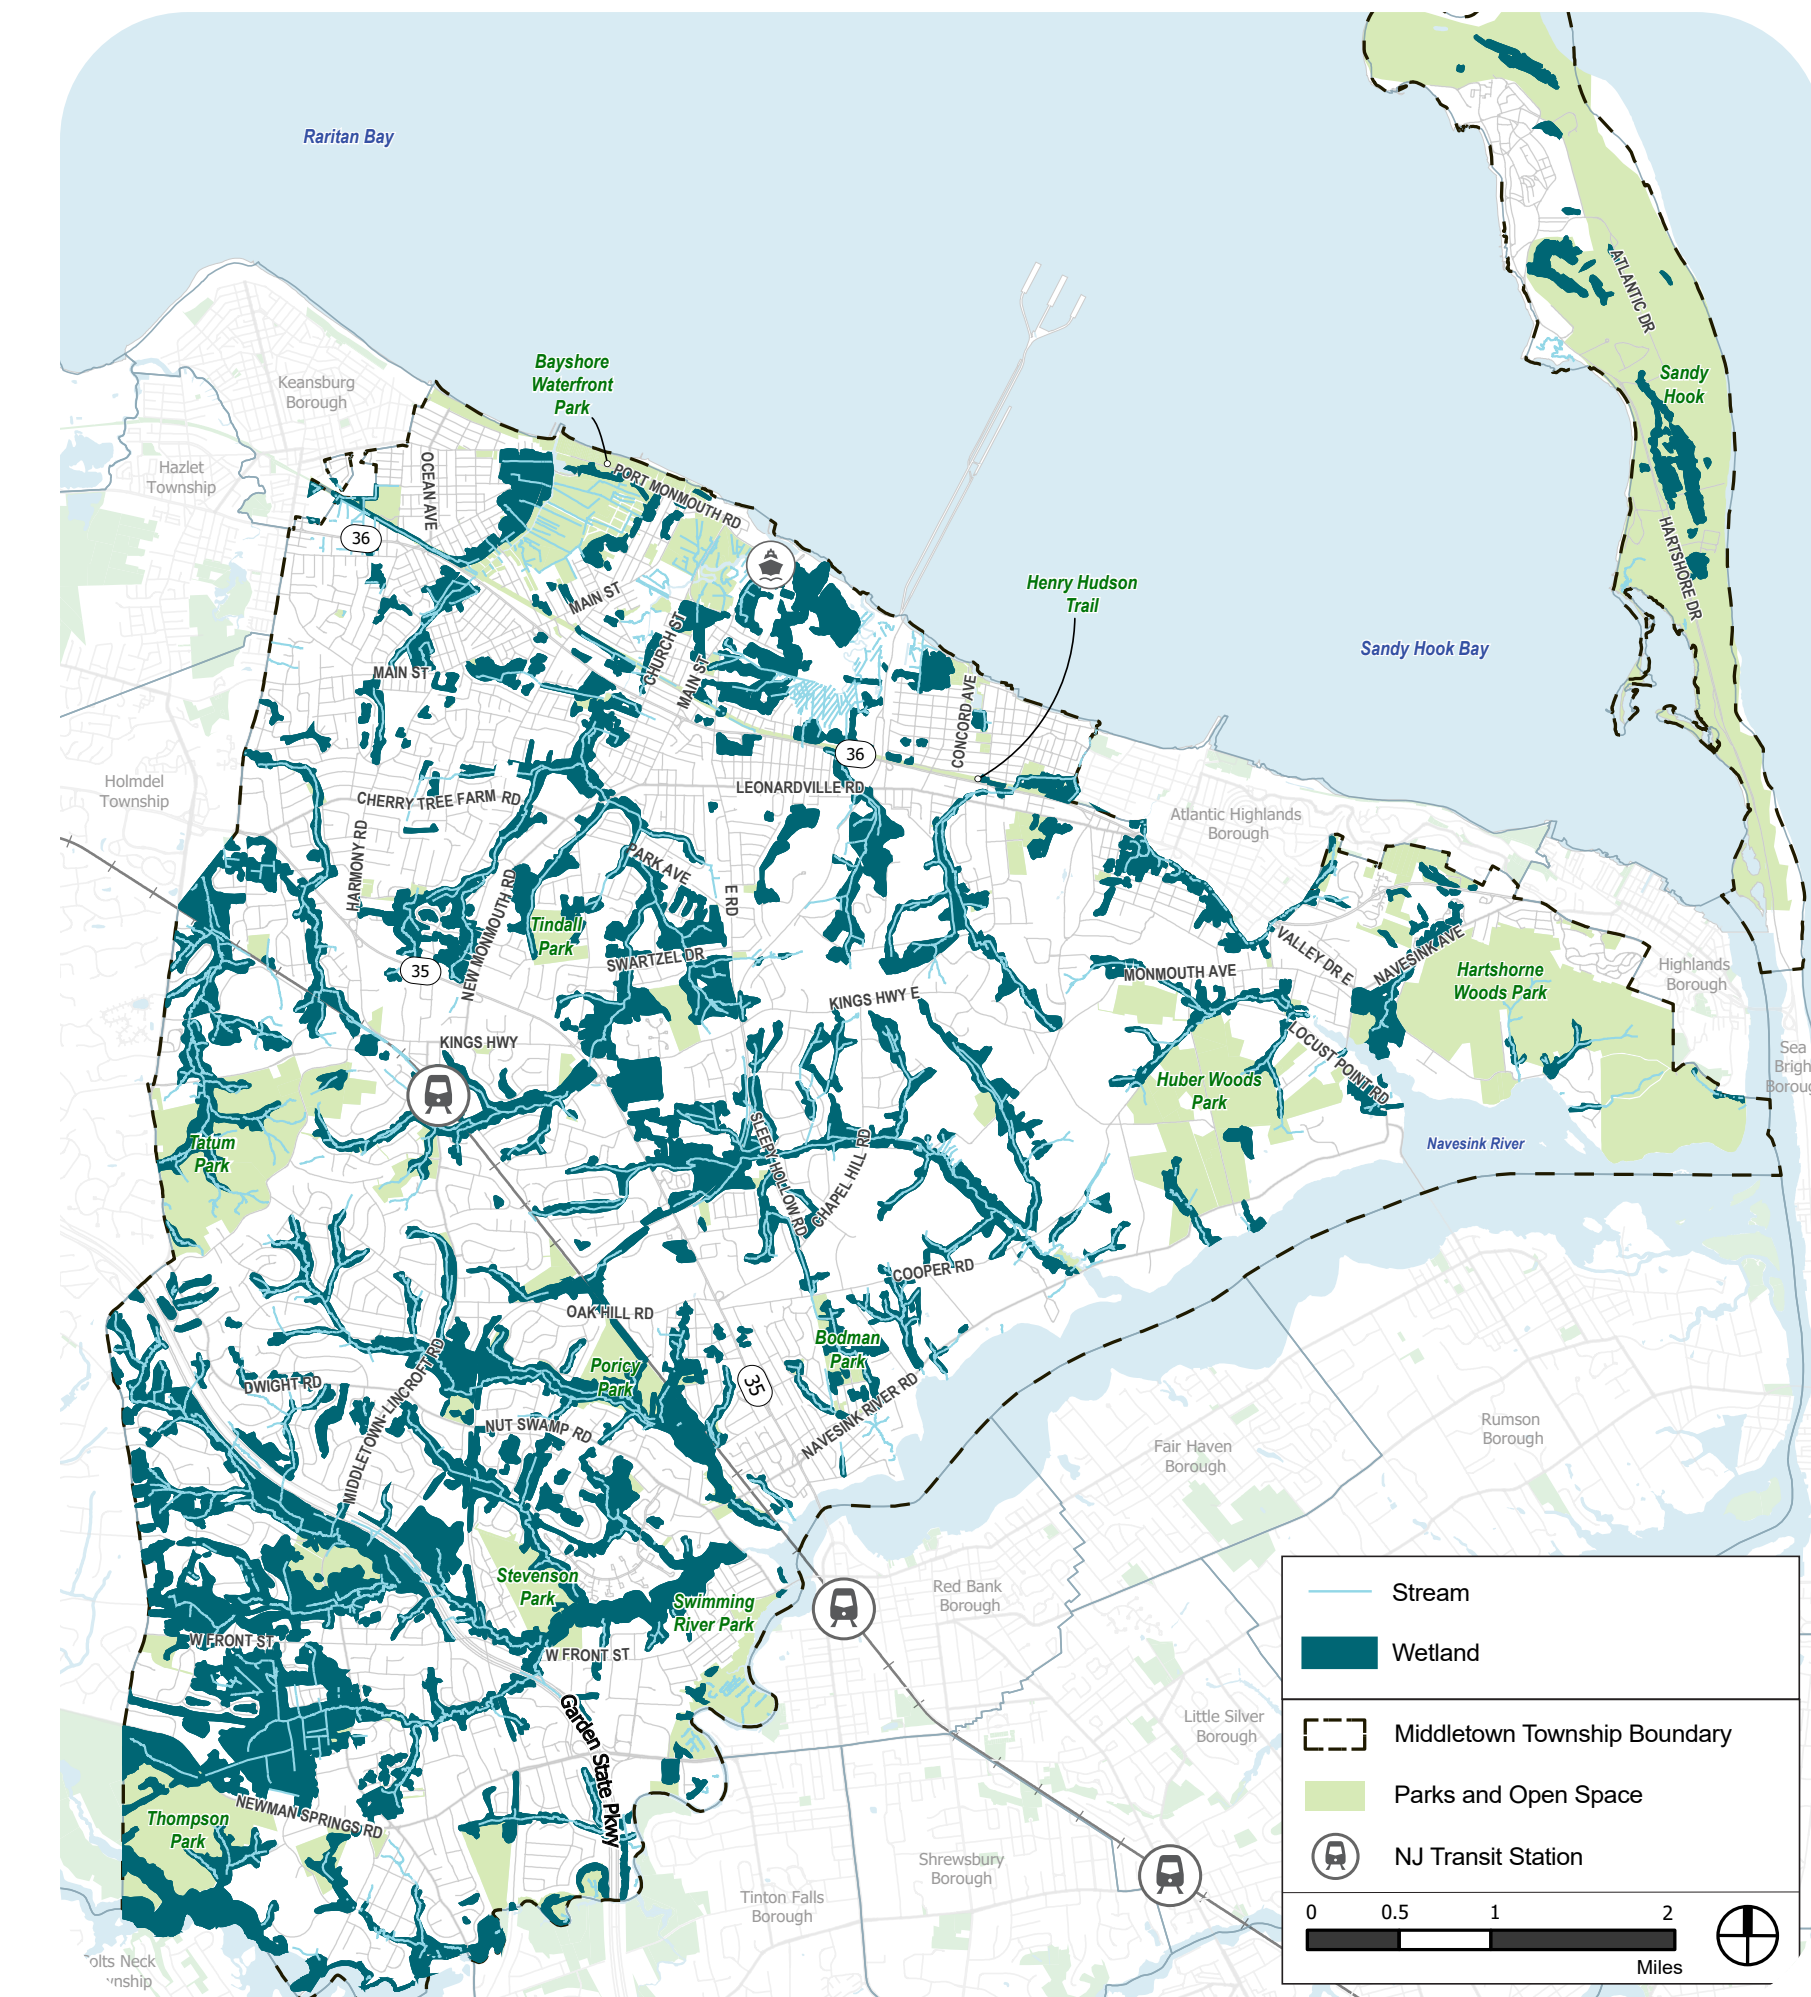 Raritan Bay
Bayshore
Waterfront
Park
Keansburg
Borough
Hazlet
Township
OCEAN AVE
PORT MONMOUTH RD
36
MAIN ST
CHURCH ST
MAIN ST
MAIN ST
Henry Hudson
Trail
Sandy Hook Bay
ATLANTIC DR
Sandy
Hook
HARTSHORE DR
CONCORD AVE
36
LEONARDVILLE RD
Holmdel
Township
CHERRY TREE FARM RD
HARMONY RD
NEW MONMOUTH RD
PARK AVE
E RD
Tindall
Park
SWARTZEL DR
35
Atlantic Highlands
Borough
VALLEY DR E
NAVESINK AVE
MONMOUTH AVE
Hartshorne
Woods Park
Highlands
Borough
KINGS HWY E
KINGS HWY
LOCUST POINT RD
Huber Woods
Park
Sea
Brigh
Borou
Navesink River
Tatum
Park
SLEEPY HOLLOW RD
CHAPEL HILL RD
COOPER RD
OAK HILL RD
Bodman
Park
Poricy
Park
35
DWIGHT RD
MIDDLETOWN- LINCROFT RD
NUT SWAMP RD
NAVESINK RIVER RD
Rumson
Borough
Fair Haven
Borough
Stevenson
Park
Swimming
River Park
Red Bank
Borough
W FRONT ST
W FRONT ST
Garden State Pkwy
Little Silver
Borough
Thompson
Park
NEWMAN SPRINGS RD
Shrewsbury
Borough
Tinton Falls
Borough
olts Neck
wnship
Stream
Wetland
Middletown Township Boundary
Parks and Open Space
NJ Transit Station
0 0.5 1 2
Miles